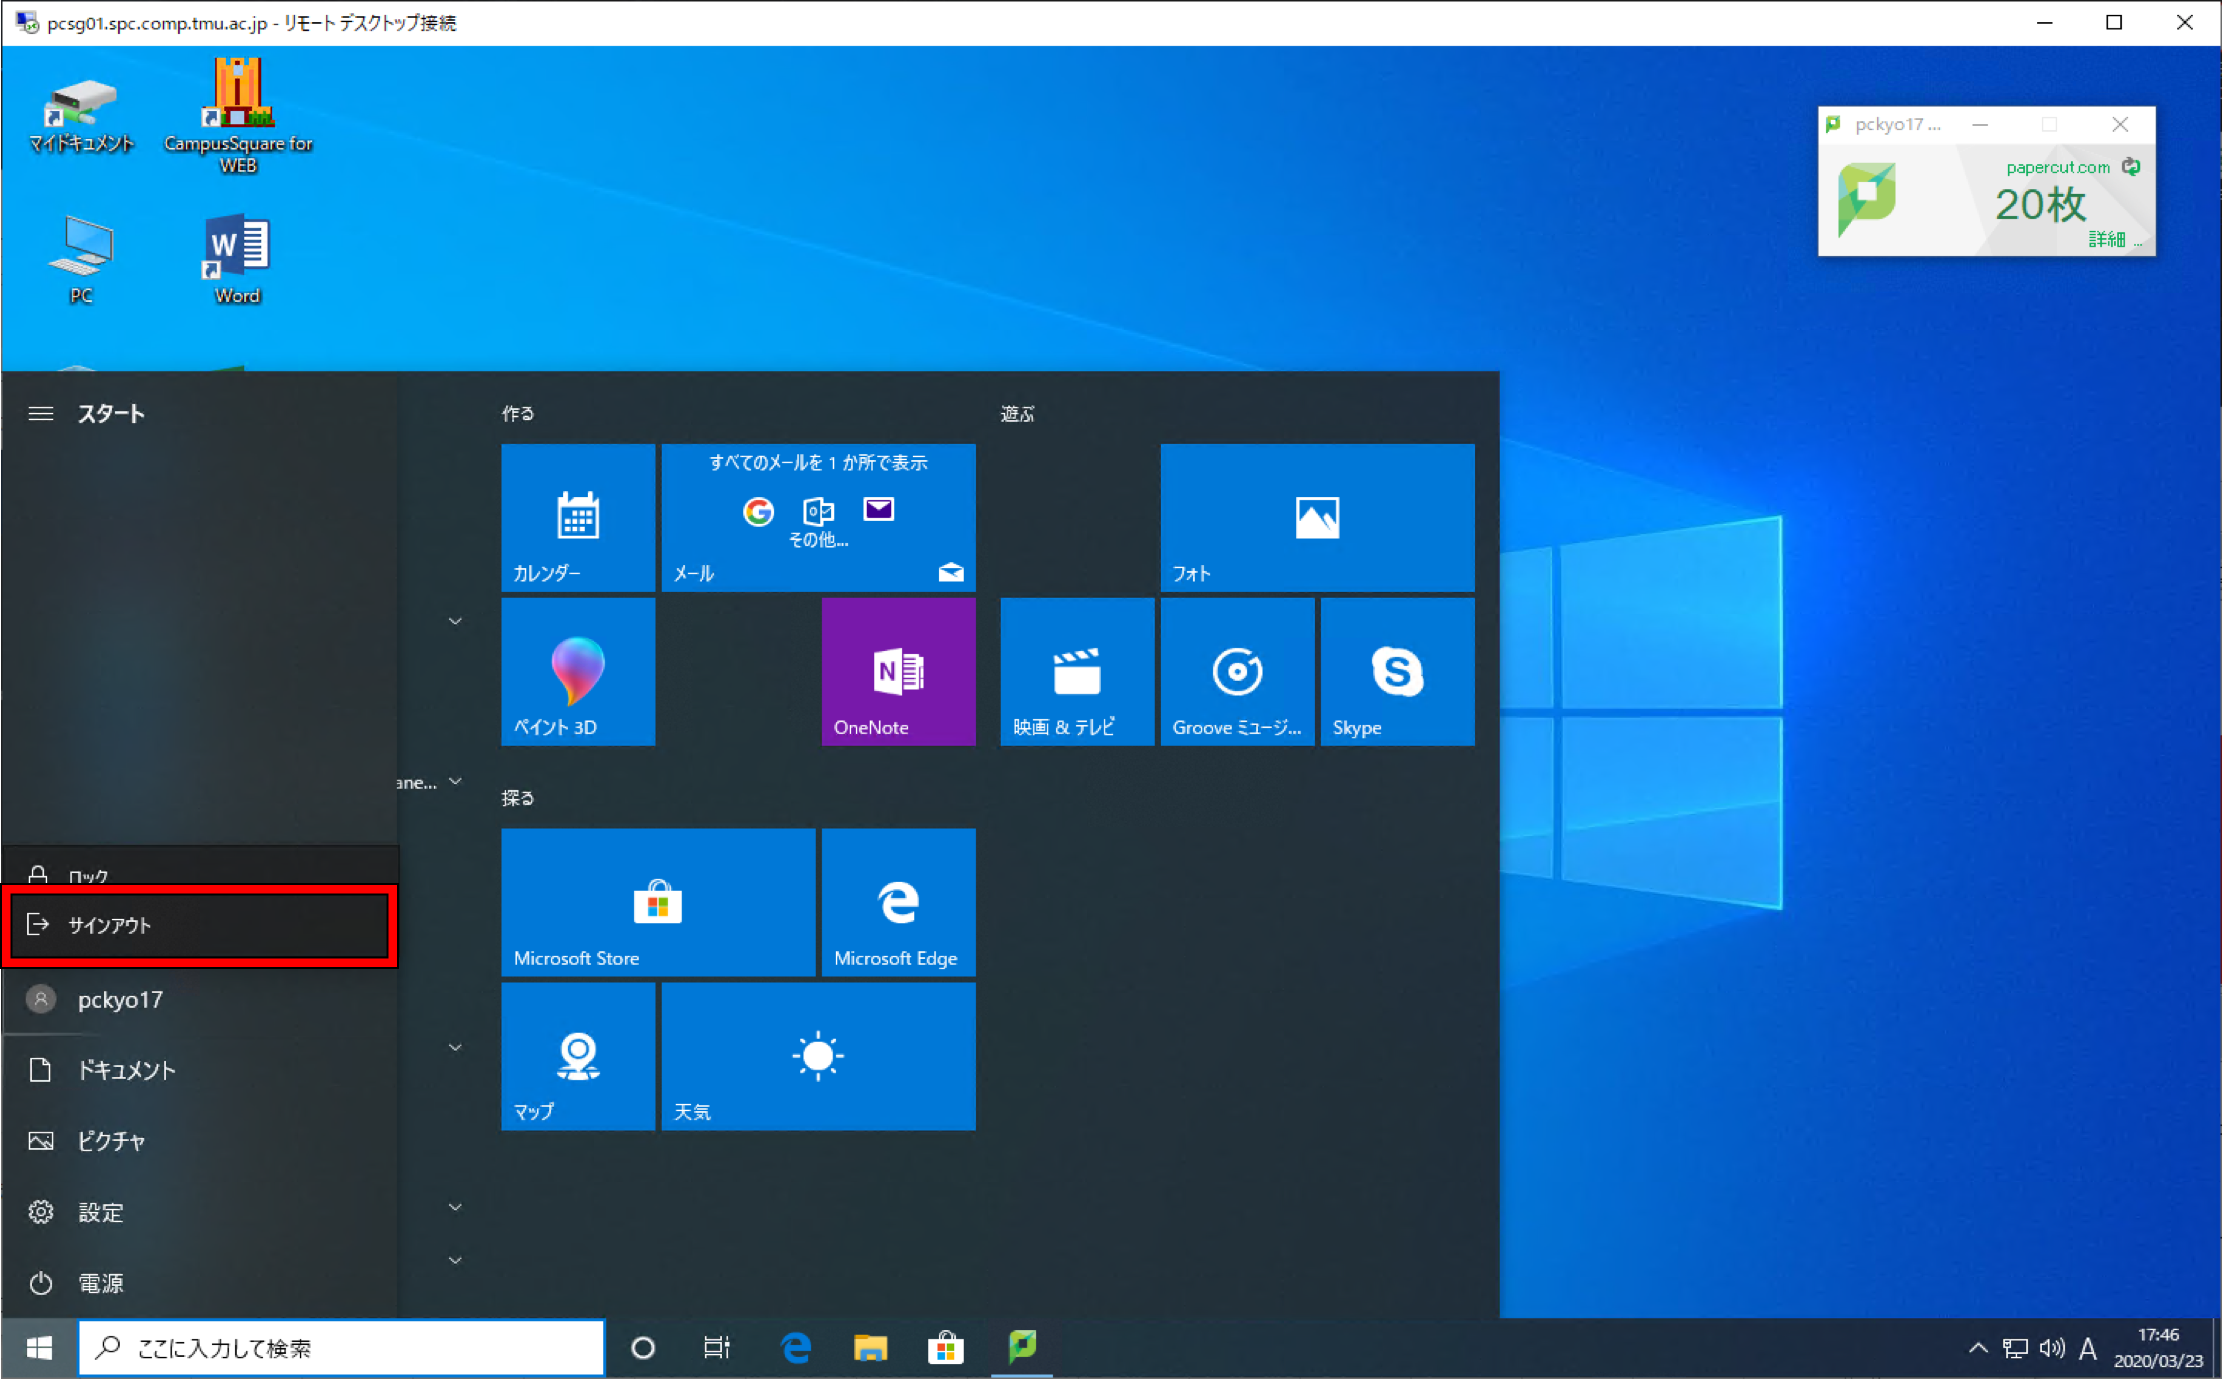 pcsg01.spc.comp.tmu.ac.jp - リモート デスクトップ接続
マイドキュメント
CampusSquare for
WEB
PC
Word
pckyo17 ...
papercut.com
20枚
詳細 ...
スタート
作る
遊ぶ
すべてのメールを 1 か所で表示
その他...
カレンダー
メール
フォト
ペイント 3D
OneNote
映画 & テレビ
Groove ミュージ...
Skype
ane...
探る
Microsoft Store
Microsoft Edge
マップ
天気
ロック
サインアウト
pckyo17
ドキュメント
ピクチャ
設定
電源
ここに入力して検索
A
17:46
2020/03/23